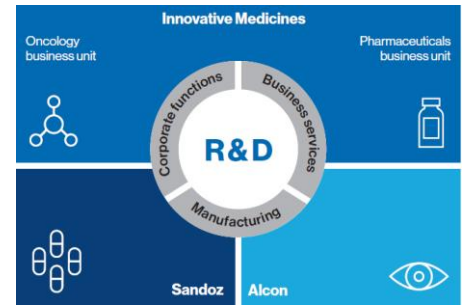 Innovative Medicines
Oncology
business unit
Pharmaceuticals
business unit
Corporate functions
Business services
R&D
Manufacturing
Sandoz
Alcon